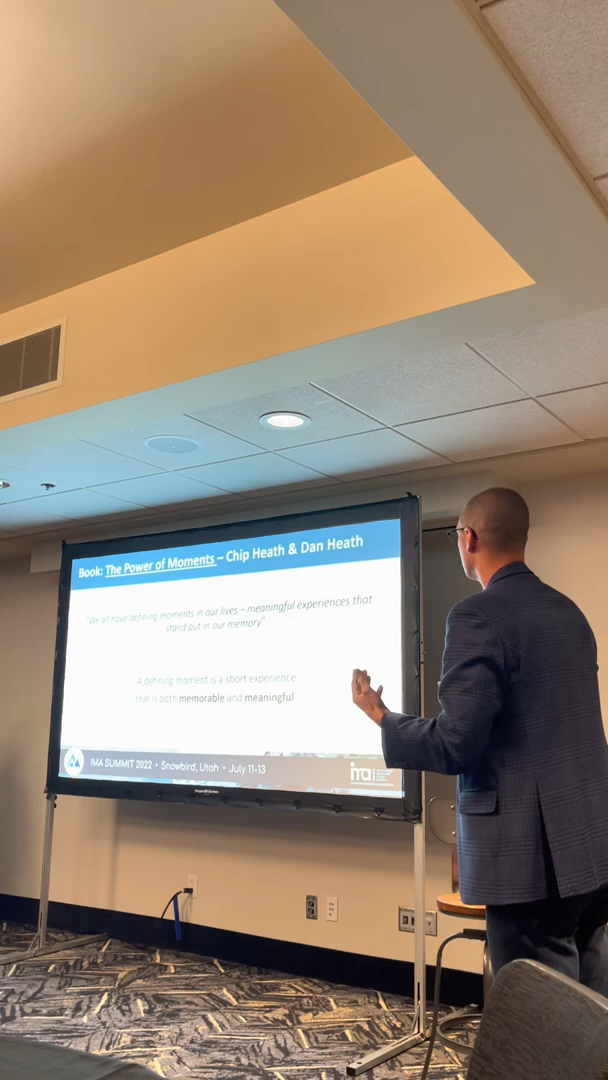 Book: The Power of Moments – Chip Heath & Dan Heath
"We all have defining moments in our lives – meaningful experiences that
stand out in our memory"
A defining moment is a short experience
that is both memorable and meaningful
IMA SUMMIT 2022 • Snowbird, Utah • July 11-13
ima